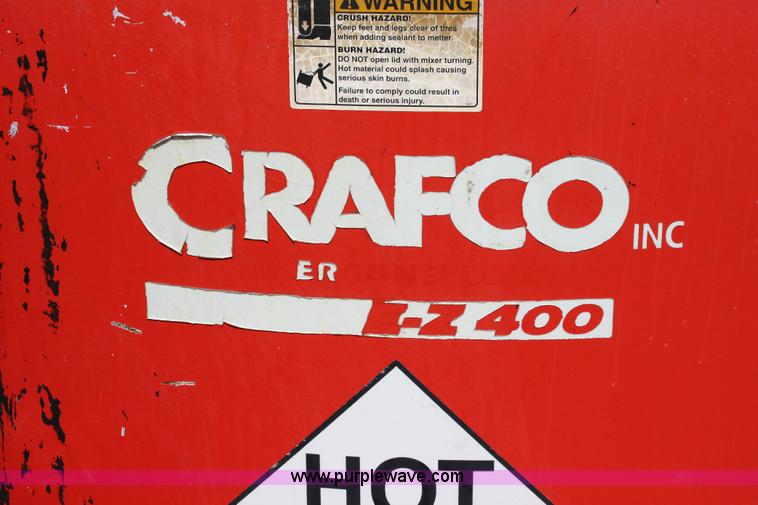 WARNING
CRUSH HAZARD!
Keep feet and legs clear of tires
when adding sealant to melter.
BURN HAZARD!
DO NOT open lid with mixer turning.
Hot material could splash causing
serious skin burns.
Failure to comply could result in
death or serious injury.
CRAFCO INC
ER
E-Z 400
HOT
www.purplewave.com